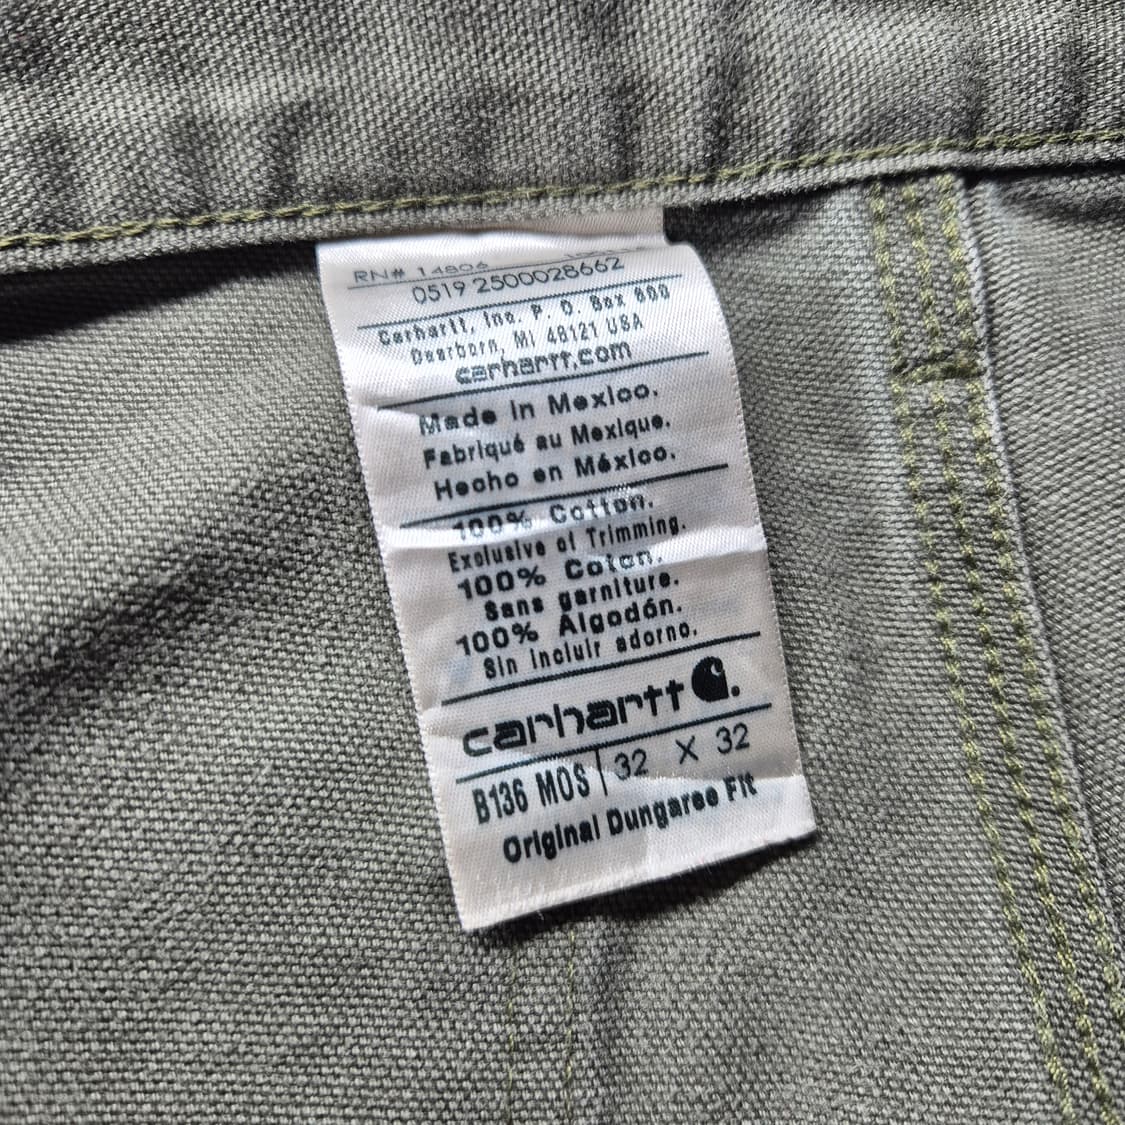 RN# 14806
0519 2500028662
Carhartt, Inc. P. O. Box 600
Dearborn, MI 48121 USA
carhartt.com
Made in Mexico.
Fabriqué au Mexique.
Hecho en México.
100% Cotton.
Exclusive of Trimming.
100% Coton.
Sans garniture.
100% Algodón.
Sin incluir adorno.
carhartt
B136 MOS | 32 X 32
Original Dungaree Fit